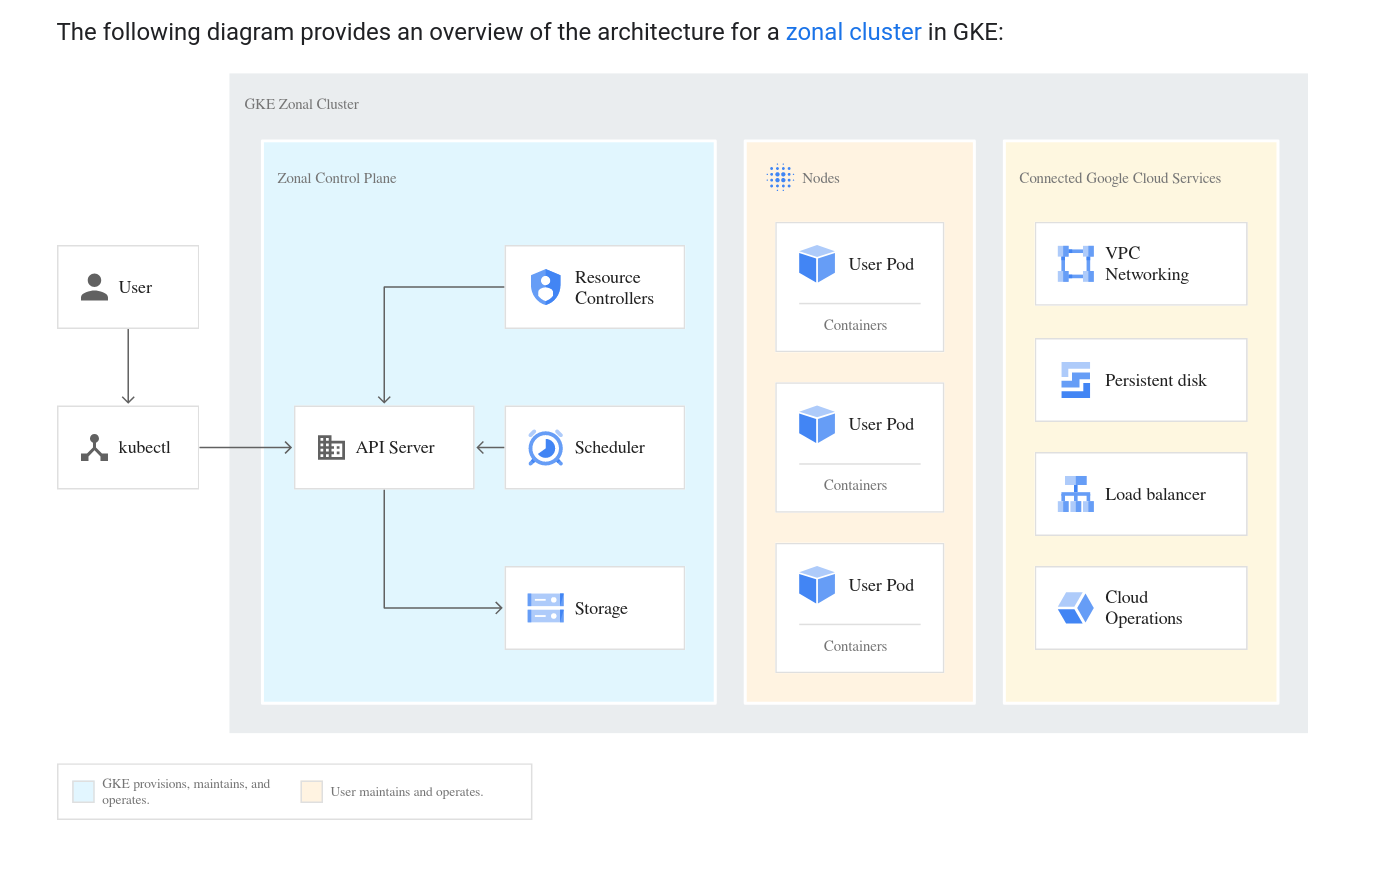 The following diagram provides an overview of the architecture for a zonal cluster in GKE:
GKE Zonal Cluster
Zonal Control Plane
Nodes
Connected Google Cloud Services
User
kubectl
Resource
Controllers
API Server
Scheduler
Storage
User Pod
Containers
User Pod
Containers
User Pod
Containers
VPC
Networking
Persistent disk
Load balancer
Cloud
Operations
GKE provisions, maintains, and
operates.
User maintains and operates.